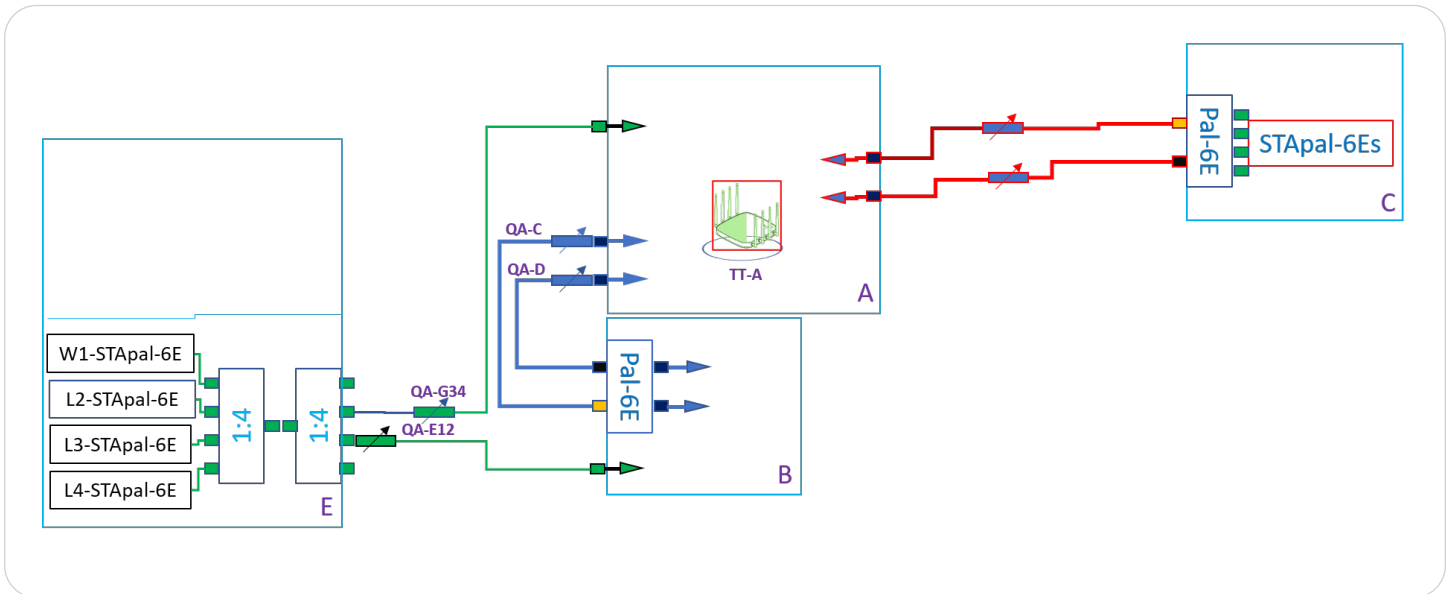 W1-STApal-6E
L2-STApal-6E
L3-STApal-6E
L4-STApal-6E
1:4
1:4
E
QA-G34
QA-E12
QA-C
QA-D
TT-A
A
Pal-6E
B
Pal-6E
STApal-6Es
C